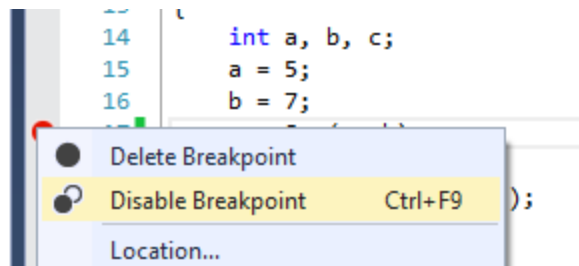 {
14 int a, b, c;
15 a = 5;
16 b = 7;
Delete Breakpoint
Disable Breakpoint Ctrl+F9 );
Location...